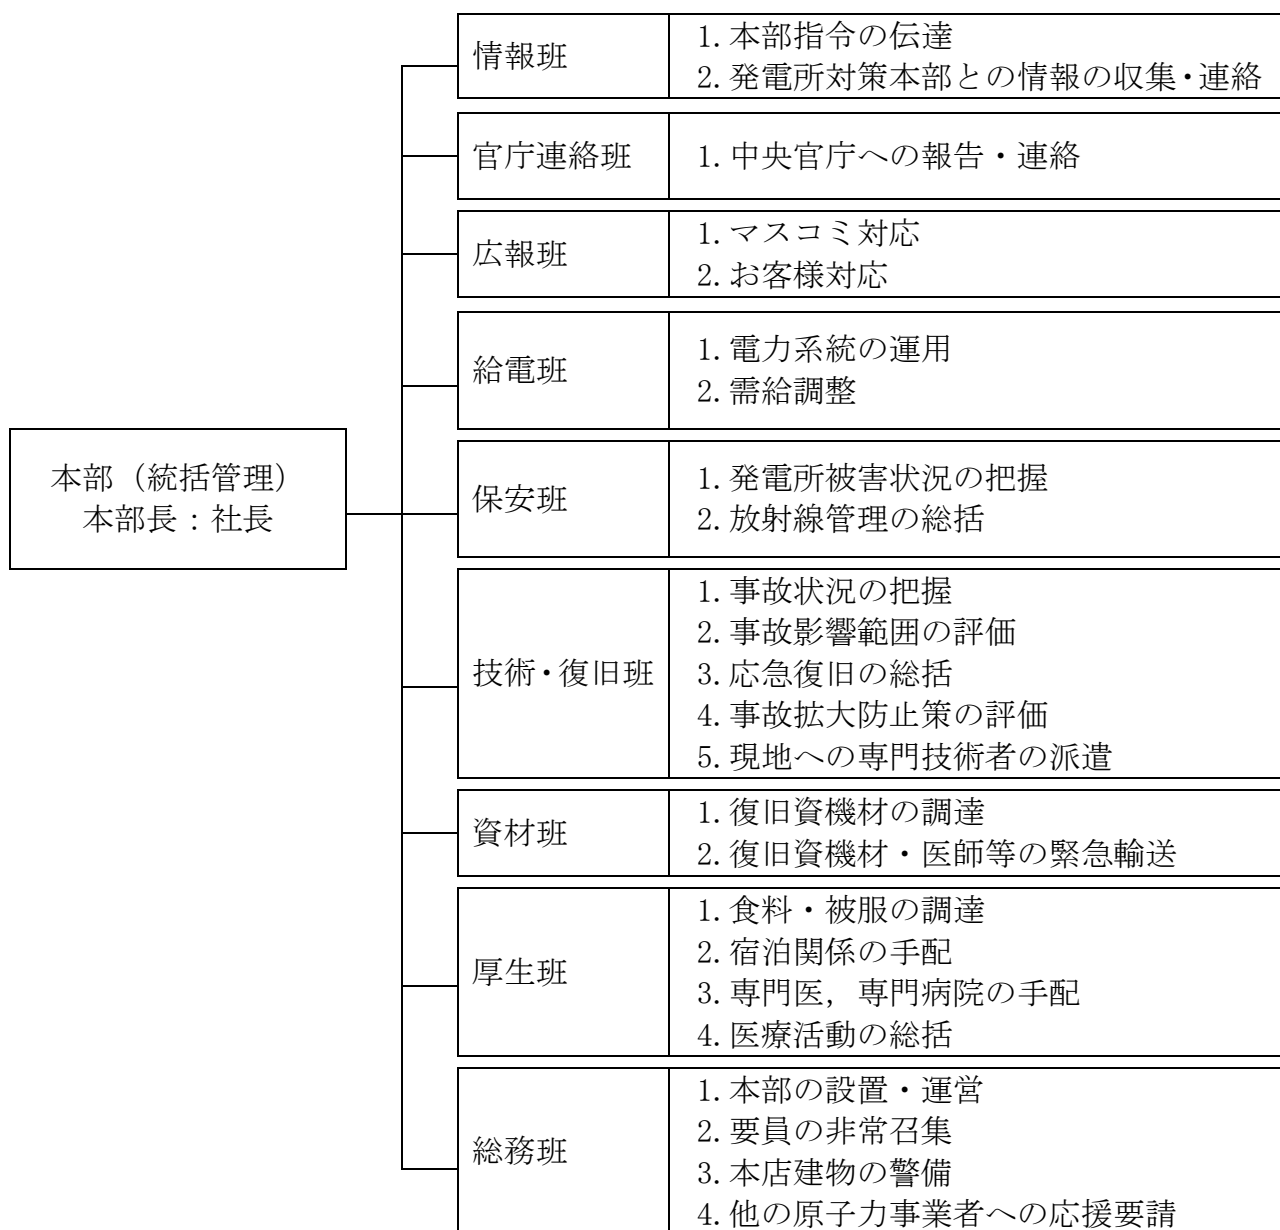 情報班
1.本部指令の伝達
2.発電所対策本部との情報の収集・連絡
官庁連絡班
1.中央官庁への報告・連絡
広報班
1.マスコミ対応
2.お客様対応
給電班
1.電力系統の運用
2.需給調整
本部（統括管理）
本部長：社長
保安班
1.発電所被害状況の把握
2.放射線管理の総括
技術・復旧班
1.事故状況の把握
2.事故影響範囲の評価
3.応急復旧の総括
4.事故拡大防止策の評価
5.現地への専門技術者の派遣
資材班
1.復旧資機材の調達
2.復旧資機材・医師等の緊急輸送
厚生班
1.食料・被服の調達
2.宿泊関係の手配
3.専門医，専門病院の手配
4.医療活動の総括
総務班
1.本部の設置・運営
2.要員の非常召集
3.本店建物の警備
4.他の原子力事業者への応援要請